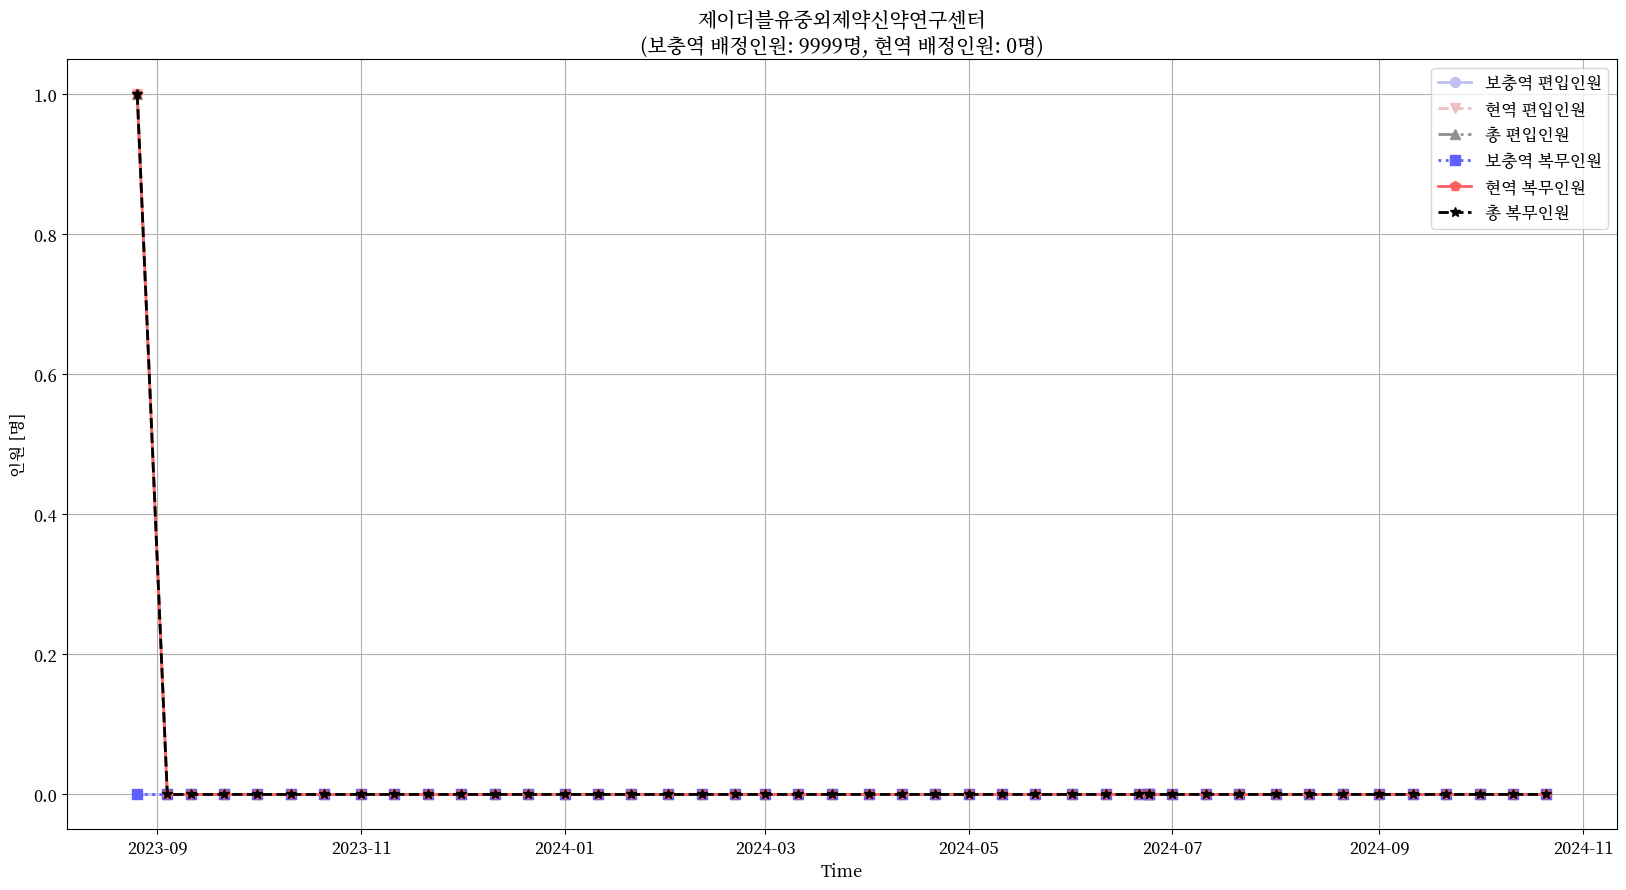 제이더블유중외제약신약연구센터
(보충역 배정인원: 9999명, 현역 배정인원: 0명)
보충역 편입인원
현역 편입인원
총 편입인원
보충역 복무인원
현역 복무인원
총 복무인원
1.0
0.8
0.6
0.4
0.2
0.0
인원 [명]
2023-09
2023-11
2024-01
2024-03
2024-05
2024-07
2024-09
2024-11
Time